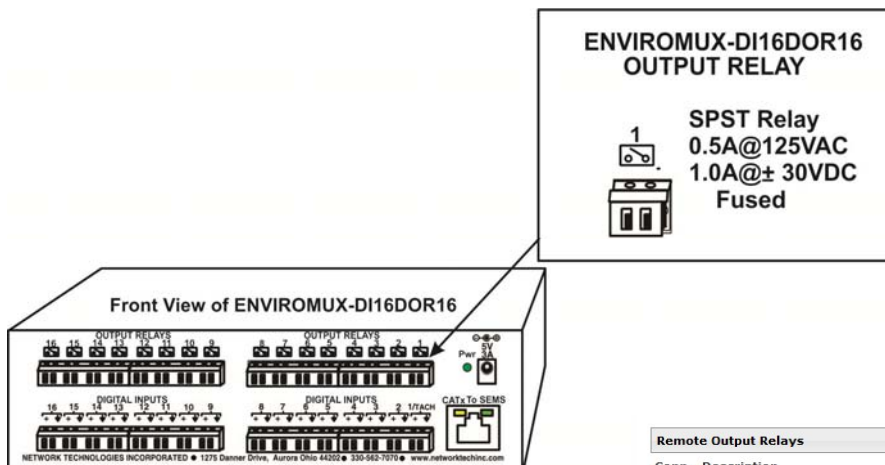 ENVIROMUX-DI16DOR16
OUTPUT RELAY
1
SPST Relay
0.5A@125VAC
1.0A@± 30VDC
Fused
Front View of ENVIROMUX-DI16DOR16
OUTPUT RELAYS
16 15 14 13 12 11 10 9
OUTPUT RELAYS
8 7 6 5 4 3 2 1
Pwr
5V
3A
DIGITAL INPUTS
16 15 14 13 12 11 10 9
DIGITAL INPUTS
8 7 6 5 4 3 2 1/TACH
CATx To SEMS
NETWORK TECHNOLOGIES INCORPORATED ● 1275 Danner Drive, Aurora Ohio 44202 ● 330-562-7070 ● www.networktechinc.com
Remote Output Relays